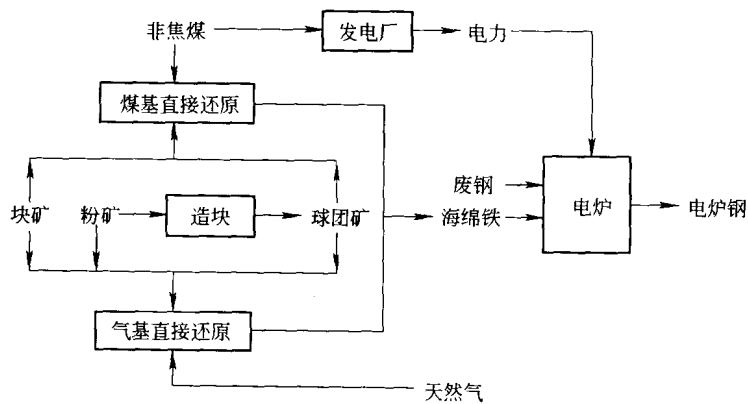 非焦煤
发电厂
电力
煤基直接还原
块矿
粉矿
造块
球团矿
废钢
海绵铁
电炉
电炉钢
气基直接还原
天然气